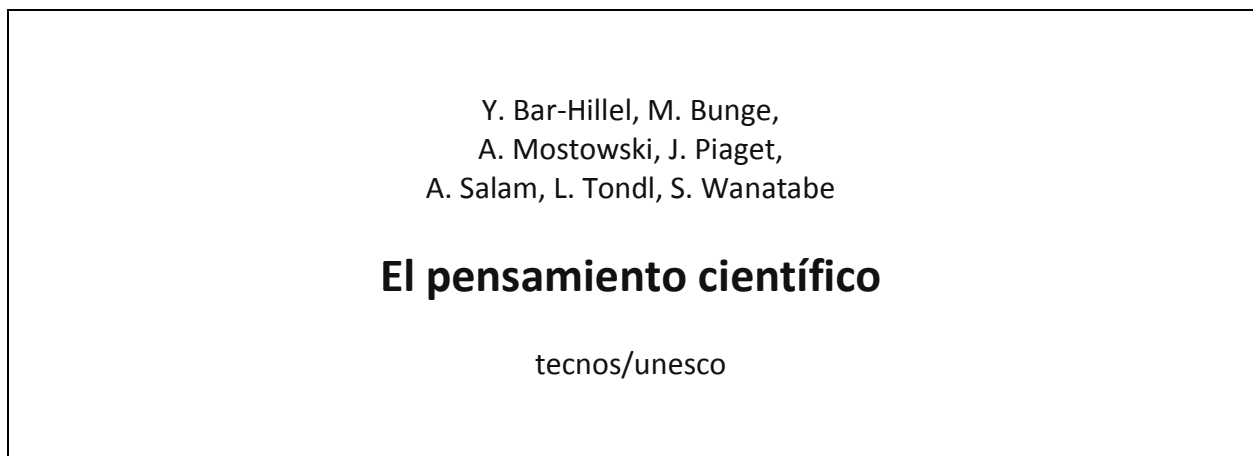 Y. Bar-Hillel, M. Bunge,
A. Mostowski, J. Piaget,
A. Salam, L. Tondl, S. Wanatabe
El pensamiento científico
tecnos/unesco